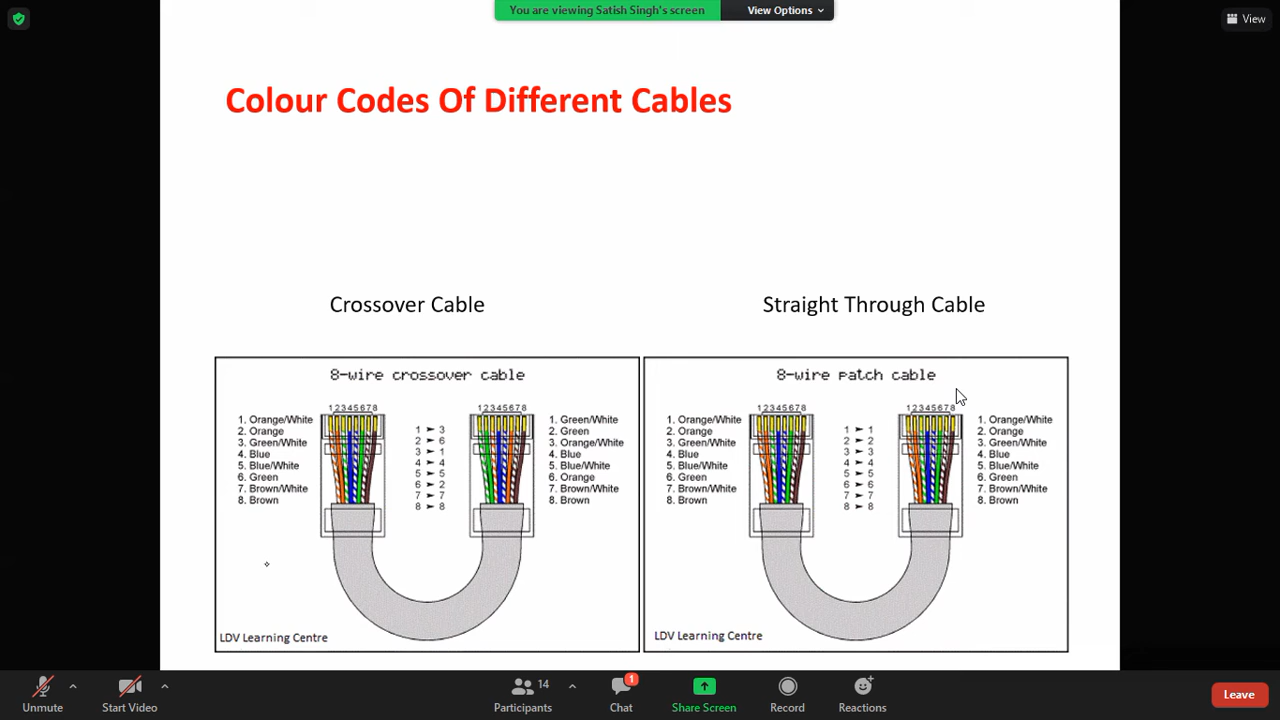 You are viewing Satish Singh's screen
View Options
View
Colour Codes Of Different Cables
Crossover Cable
Straight Through Cable
8-wire crossover cable
12345678
12345678
1. Orange/White
2. Orange
3. Green/White
4. Blue
5. Blue/White
6. Green
7. Brown/White
8. Brown
1 ► 3
2 ► 6
3 ► 1
4 ► 4
5 ► 5
6 ► 2
7 ► 7
8 ► 8
1. Green/White
2. Green
3. Orange/White
4. Blue
5. Blue/White
6. Orange
7. Brown/White
8. Brown
LDV Learning Centre
8-wire patch cable
12345678
12345678
1. Orange/White
2. Orange
3. Green/White
4. Blue
5. Blue/White
6. Green
7. Brown/White
8. Brown
1 ► 1
2 ► 2
3 ► 3
4 ► 4
5 ► 5
6 ► 6
7 ► 7
8 ► 8
1. Orange/White
2. Orange
3. Green/White
4. Blue
5. Blue/White
6. Green
7. Brown/White
8. Brown
LDV Learning Centre
Unmute
Start Video
14
Participants
1
Chat
Share Screen
Record
Reactions
Leave